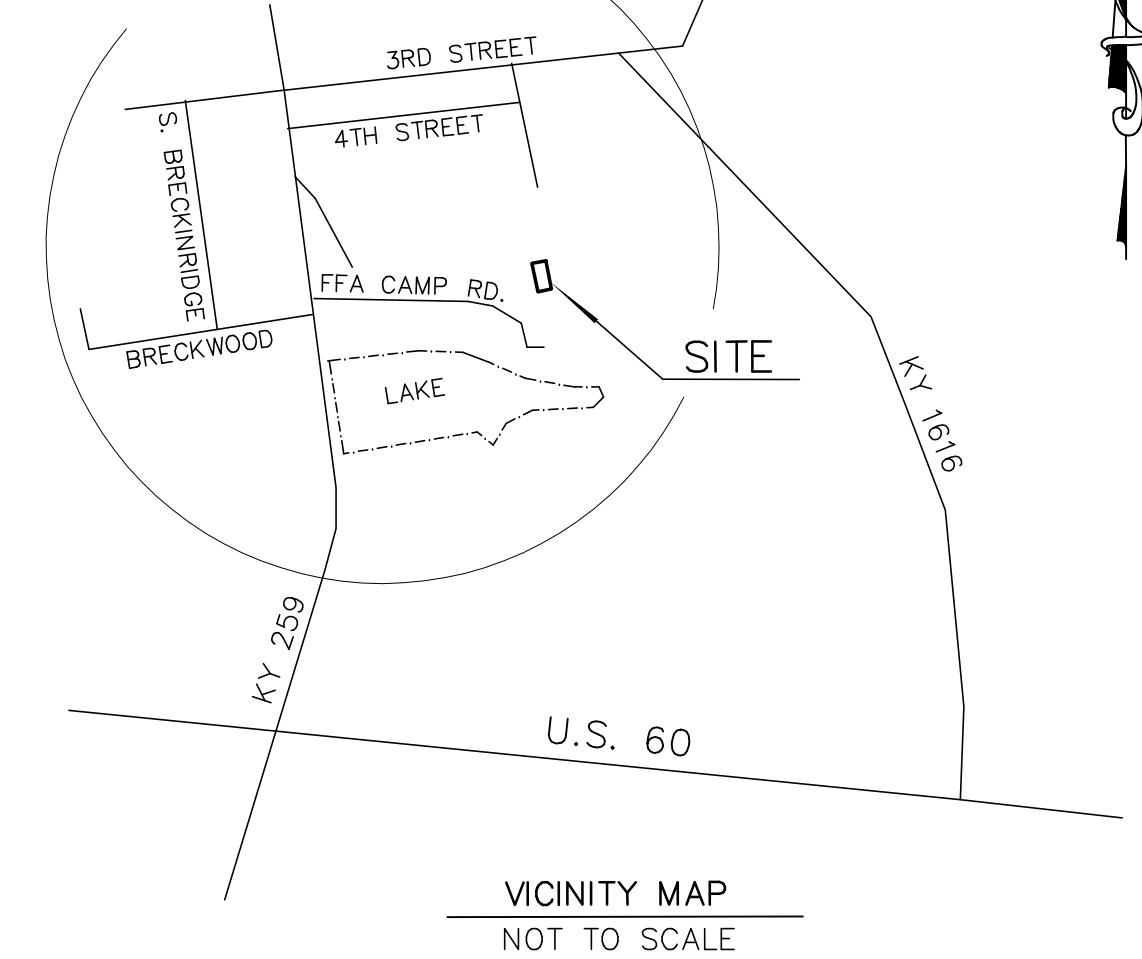 3RD STREET
4TH STREET
S. BRECKINRIDGE
FFA CAMP RD.
BRECKWOOD
SITE
LAKE
KY 1616
KY 259
U.S. 60
VICINITY MAP
NOT TO SCALE